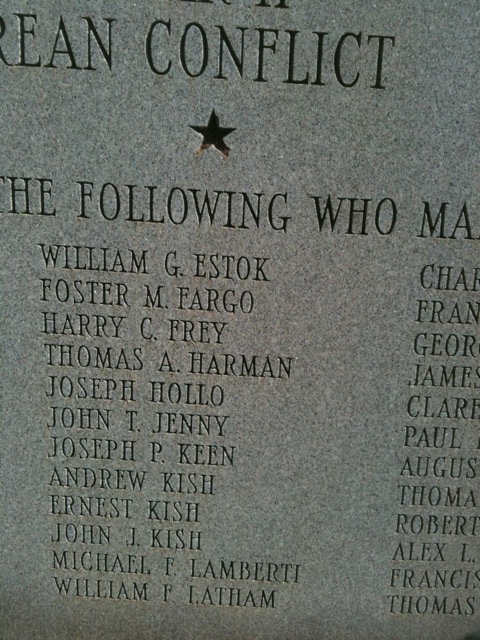 REAN CONFLICT
THE FOLLOWING WHO MA
WILLIAM G. ESTOK
FOSTER M. FARGO
HARRY C. FREY
THOMAS A. HARMAN
JOSEPH HOLLO
JOHN T. JENNY
JOSEPH P. KEEN
ANDREW KISH
ERNEST KISH
JOHN J. KISH
MICHAEL F. LAMBERTI
WILLIAM F. LATHAM
CHAR
FRAN
GEORG
JAMES
CLARE
PAUL
AUGUS
THOMA
ROBERT
ALEX L.
FRANCIS
THOMAS